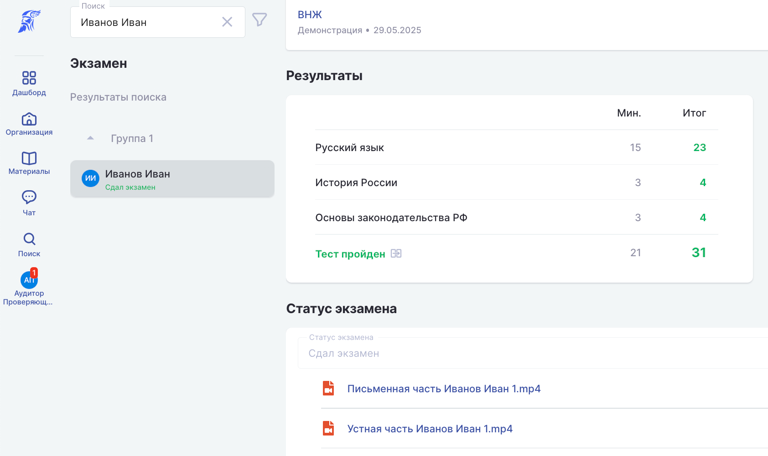 Поиск
Иванов Иван
Экзамен
Результаты поиска
Группа 1
ИИ
Иванов Иван
Сдал экзамен
Дашборд
Организация
Материалы
Чат
Поиск
1
АП
Аудитор
Проверяющ...
ВНЖ
Демонстрация • 29.05.2025
Результаты
Мин. Итог
Русский язык 15 23
История России 3 4
Основы законодательства РФ 3 4
Тест пройден 21 31
Статус экзамена
Статус экзамена
Сдал экзамен
Письменная часть Иванов Иван 1.mp4
Устная часть Иванов Иван 1.mp4